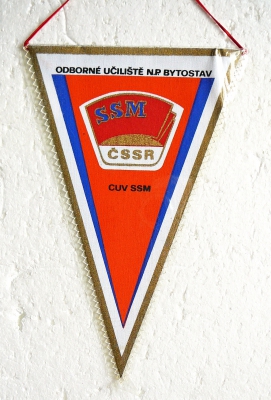 ODBORNÉ UČILIŠTĚ N.P. BYTOSTAV
SSM
ČSSR
CUV SSM